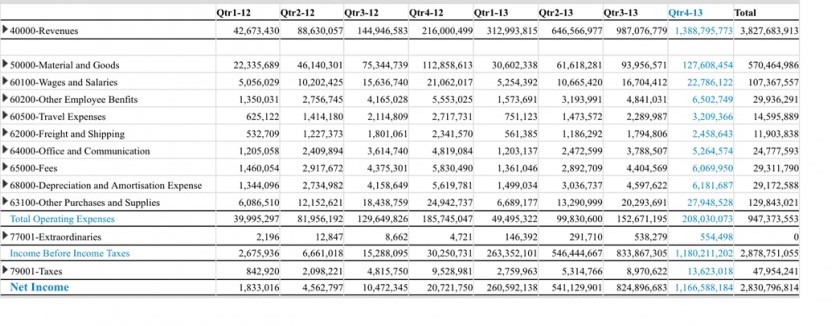 Qtr1-12 Qtr2-12 Qtr3-12 Qtr4-12 Qtr1-13 Qtr2-13 Qtr3-13 Qtr4-13 Total
40000-Revenues 42,673,430 88,630,057 144,946,583 216,000,499 312,993,815 646,566,977 987,076,779 1,388,795,773 3,827,683,913
50000-Material and Goods 22,335,689 46,140,301 75,344,739 112,858,613 30,602,338 61,618,281 93,956,571 127,608,454 570,464,986
60100-Wages and Salaries 5,056,029 10,202,425 15,636,740 21,062,017 5,254,392 10,665,420 16,704,412 22,786,122 107,367,557
60200-Other Employee Benfits 1,350,031 2,756,745 4,165,028 5,553,025 1,573,691 3,193,991 4,841,031 6,502,749 29,936,291
60500-Travel Expenses 625,122 1,414,180 2,114,809 2,717,731 751,123 1,473,572 2,289,987 3,209,366 14,595,889
62000-Freight and Shipping 532,709 1,227,373 1,801,061 2,341,570 561,385 1,186,292 1,794,806 2,458,643 11,903,838
64000-Office and Communication 1,205,058 2,409,894 3,614,740 4,819,084 1,203,137 2,472,599 3,788,507 5,264,574 24,777,593
65000-Fees 1,460,054 2,917,672 4,375,301 5,830,490 1,361,046 2,892,709 4,404,569 6,069,950 29,311,790
68000-Depreciation and Amortisation Expense 1,344,096 2,734,982 4,158,649 5,619,781 1,499,034 3,036,737 4,597,622 6,181,687 29,172,588
63100-Other Purchases and Supplies 6,086,510 12,152,621 18,438,759 24,942,737 6,689,177 13,290,999 20,293,691 27,948,528 129,843,021
Total Operating Expenses 39,995,297 81,956,192 129,649,826 185,745,047 49,495,322 99,830,600 152,671,195 208,030,073 947,373,553
77001-Extraordinaries 2,196 12,847 8,662 4,721 146,392 291,710 538,279 554,498 0
Income Before Income Taxes 2,675,936 6,661,018 15,288,095 30,250,731 263,352,101 546,444,667 833,867,305 1,180,211,202 2,878,751,055
79001-Taxes 842,920 2,098,221 4,815,750 9,528,981 2,759,963 5,314,766 8,970,622 13,623,018 47,954,241
Net Income 1,833,016 4,562,797 10,472,345 20,721,750 260,592,138 541,129,901 824,896,683 1,166,588,184 2,830,796,814